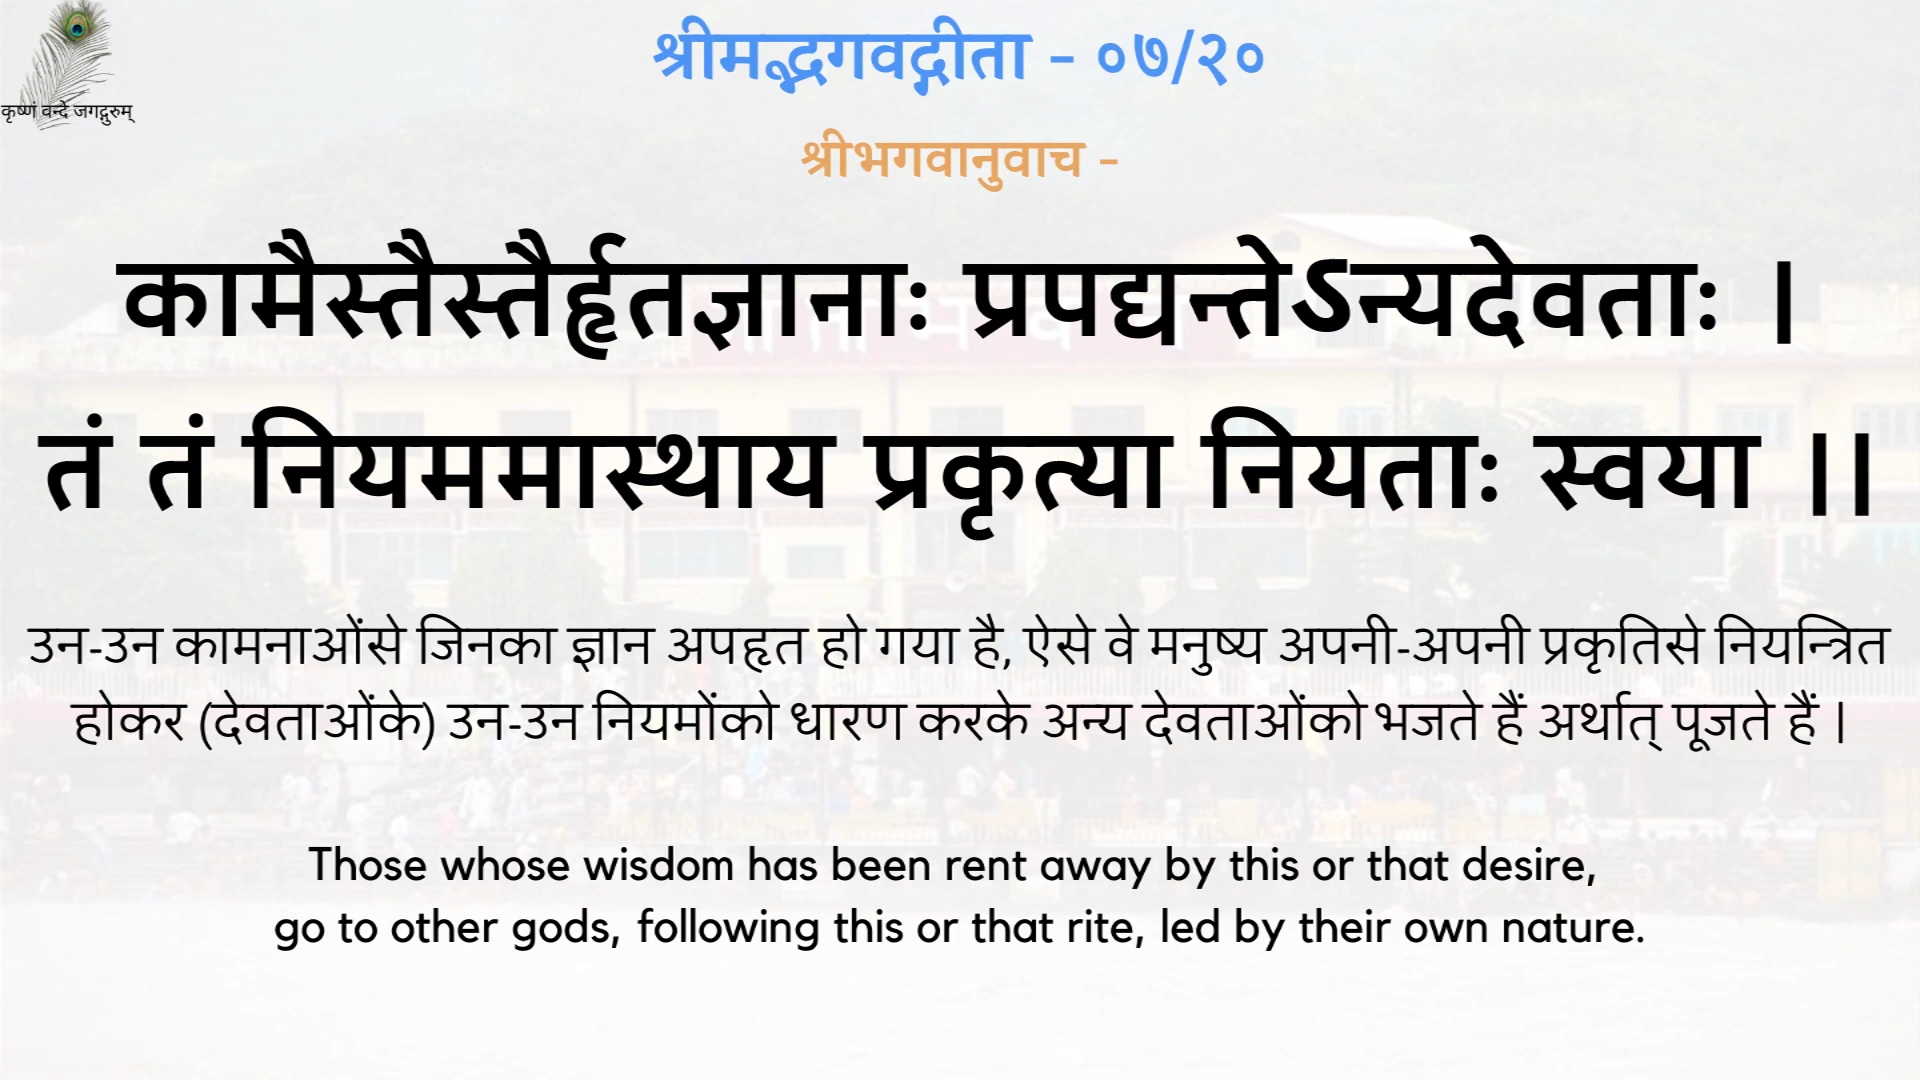 कृष्णं वन्दे जगद्गुरुम्
श्रीमद्भगवद्गीता - ०७/२०
श्रीभगवानुवाच -
कामैस्तैस्तैर्हृतज्ञानाः प्रपद्यन्तेऽन्यदेवताः ।
तं तं नियममास्थाय प्रकृत्या नियताः स्वया ।।
उन-उन कामनाओंसे जिनका ज्ञान अपहृत हो गया है, ऐसे वे मनुष्य अपनी-अपनी प्रकृतिसे नियन्त्रित
होकर (देवताओंके) उन-उन नियमोंको धारण करके अन्य देवताओंको भजते हैं अर्थात् पूजते हैं ।
Those whose wisdom has been rent away by this or that desire,
go to other gods, following this or that rite, led by their own nature.